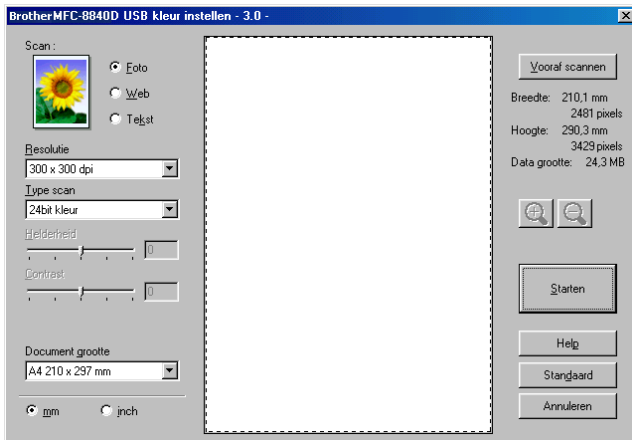 BrotherMFC-8840D USB kleur instellen - 3.0 -
Scan :
Foto
Web
Tekst
Resolutie
300 x 300 dpi
Type scan
24bit kleur
Helderheid
0
Contrast
0
Document grootte
A4 210 x 297 mm
mm inch
Vooraf scannen
Breedte: 210,1 mm
2481 pixels
Hoogte: 290,3 mm
3429 pixels
Data grootte: 24,3 MB
Starten
Help
Standaard
Annuleren